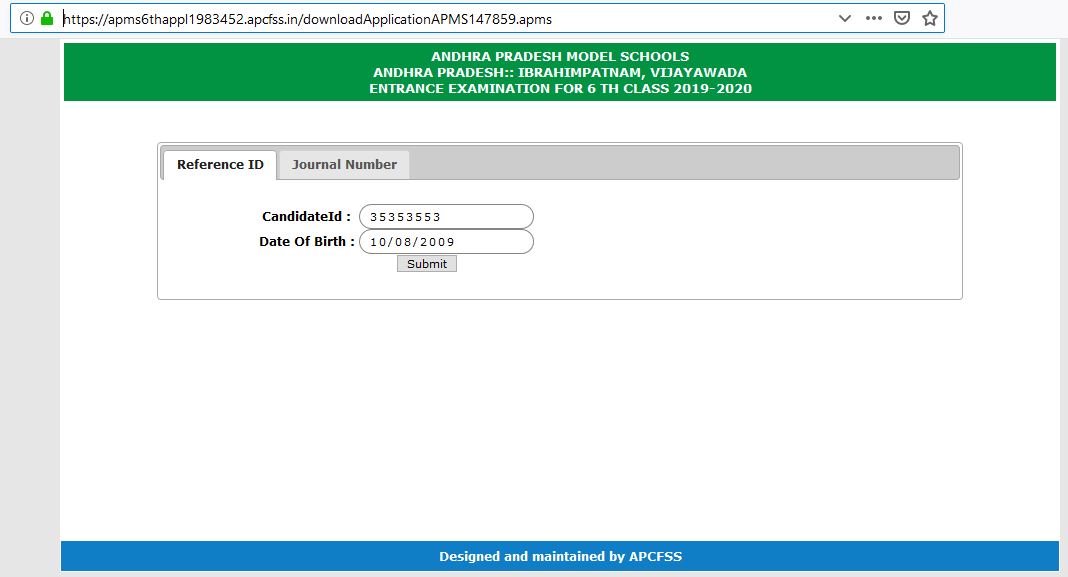 https://apms6thappl1983452.apcfss.in/downloadApplicationAPMS147859.apms
ANDHRA PRADESH MODEL SCHOOLS
ANDHRA PRADESH:: IBRAHIMPATNAM, VIJAYAWADA
ENTRANCE EXAMINATION FOR 6 TH CLASS 2019-2020
Reference ID Journal Number
CandidateId : 35353553
Date Of Birth : 10/08/2009
Submit
Designed and maintained by APCFSS